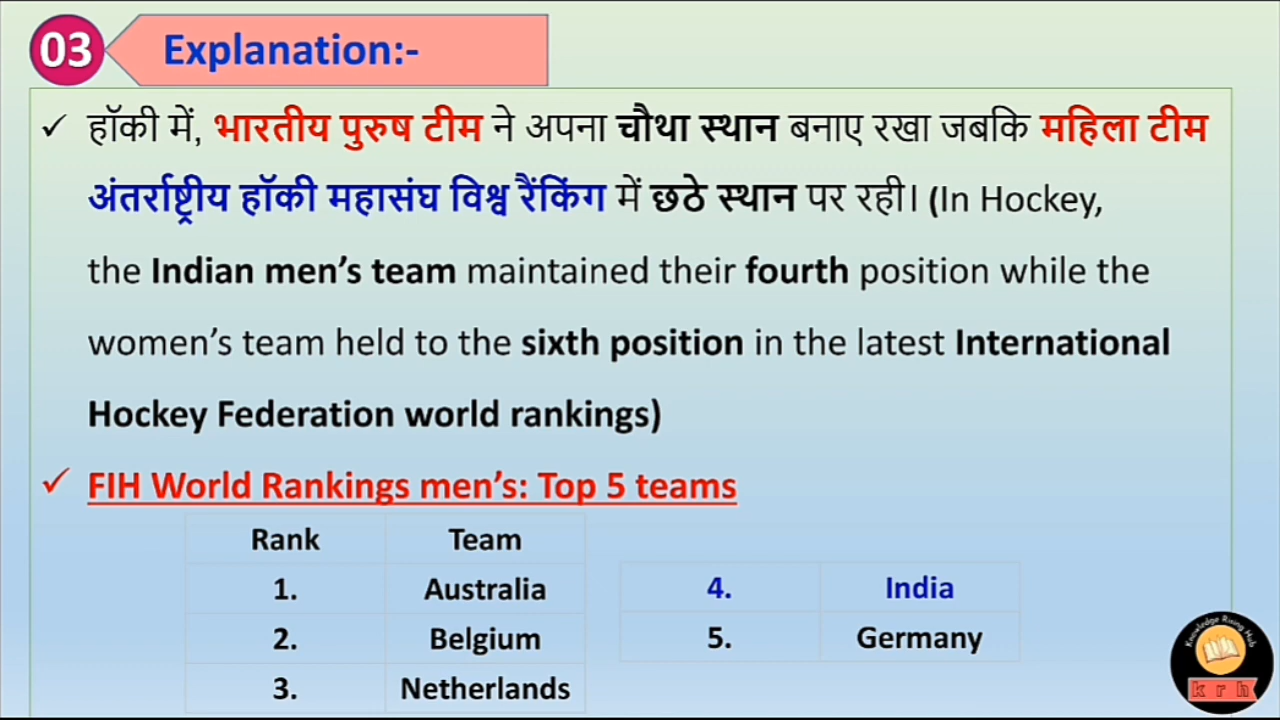 03 Explanation:-
✓ हॉकी में, भारतीय पुरुष टीम ने अपना चौथा स्थान बनाए रखा जबकि महिला टीम
अंतर्राष्ट्रीय हॉकी महासंघ विश्व रैंकिंग में छठे स्थान पर रही। (In Hockey,
the Indian men’s team maintained their fourth position while the
women’s team held to the sixth position in the latest International
Hockey Federation world rankings)
✓ FIH World Rankings men’s: Top 5 teams
Rank Team
1. Australia
2. Belgium
3. Netherlands
4. India
5. Germany
Knowledge Rising Hub
k r h